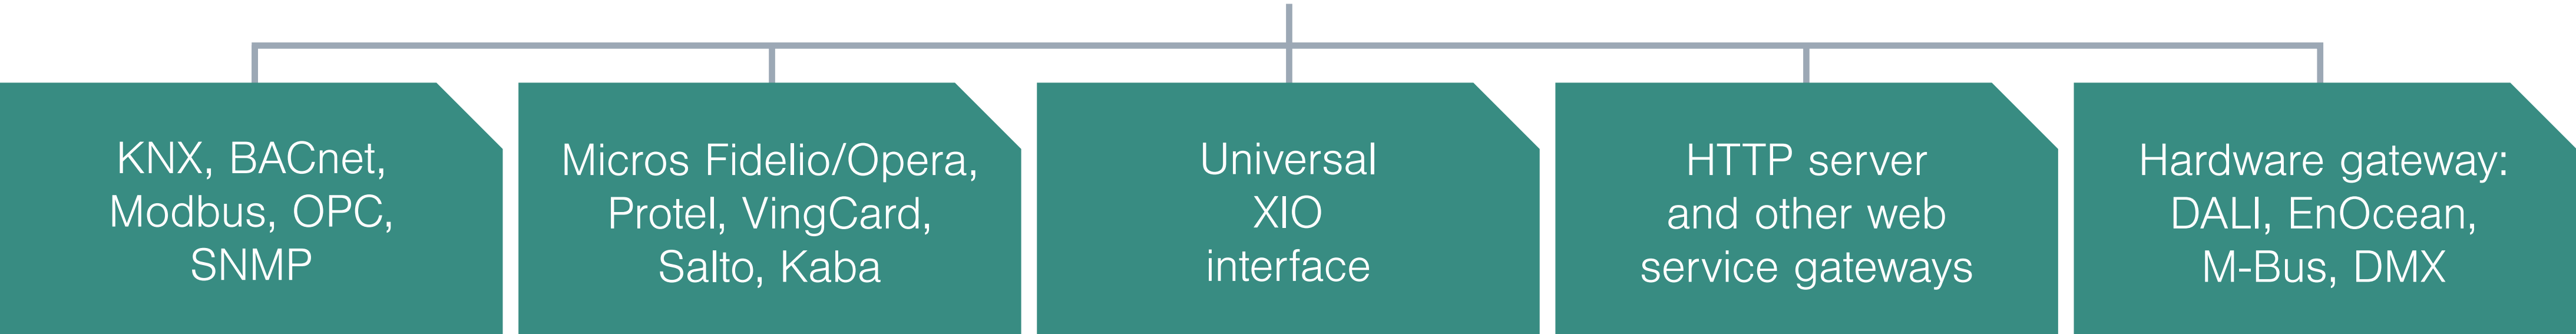 KNX, BACnet,
Modbus, OPC,
SNMP
Micros Fidelio/Opera,
Protel, VingCard,
Salto, Kaba
Universal
XIO
interface
HTTP server
and other web
service gateways
Hardware gateway:
DALI, EnOcean,
M-Bus, DMX